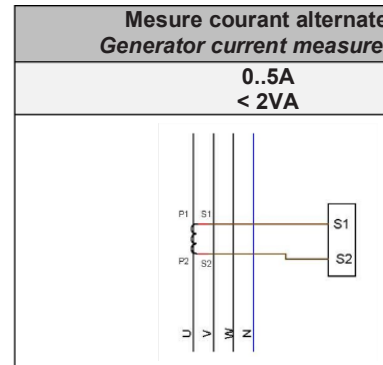 Mesure courant alternate
Generator current measure
0..5A
< 2VA
P1 S1
S1
P2 S2
S2
U V W N